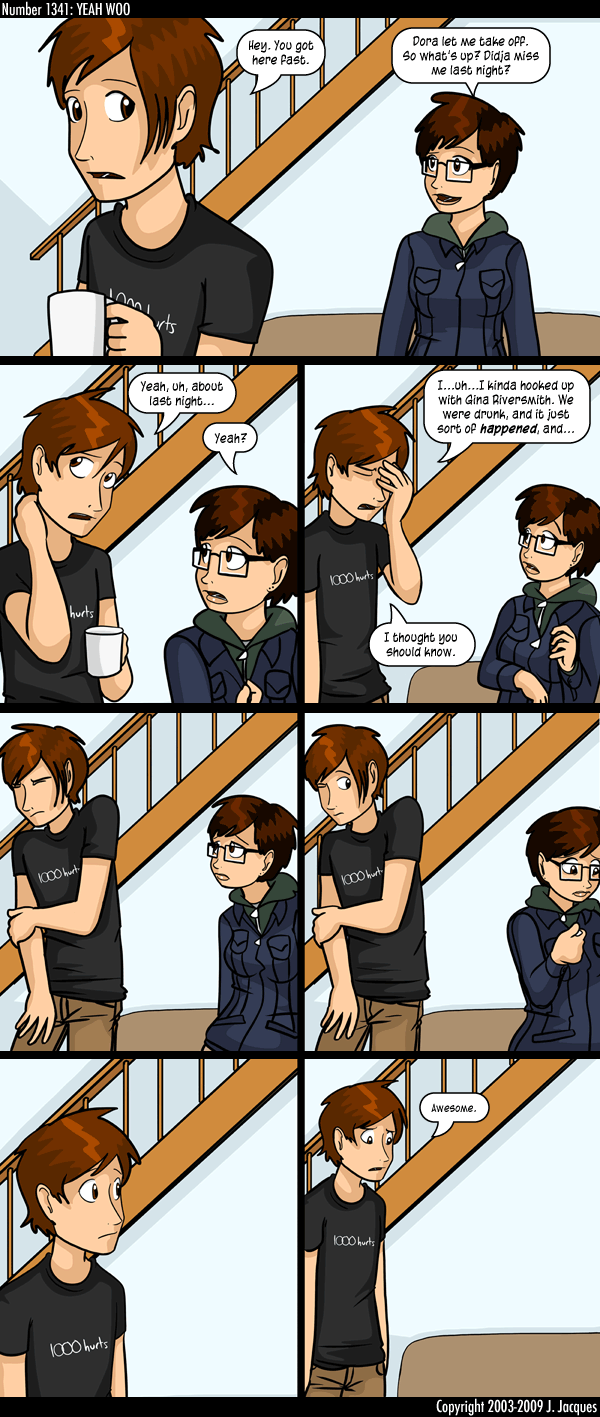 Number 1341: YEAH WOO
Hey. You got
here fast.
Dora let me take off.
So what's up? Didja miss
me last night?
1000 hurts
Yeah, uh, about
last night...
Yeah?
hurts
I...uh...I kinda hooked up
with Gina Riversmith. We
were drunk, and it just
sort of happened, and...
1000 hurts
I thought you
should know.
1000 hurt
1000 hurt
1000 hurts
Awesome.
1000 hurts
Copyright 2003-2009 J. Jacques